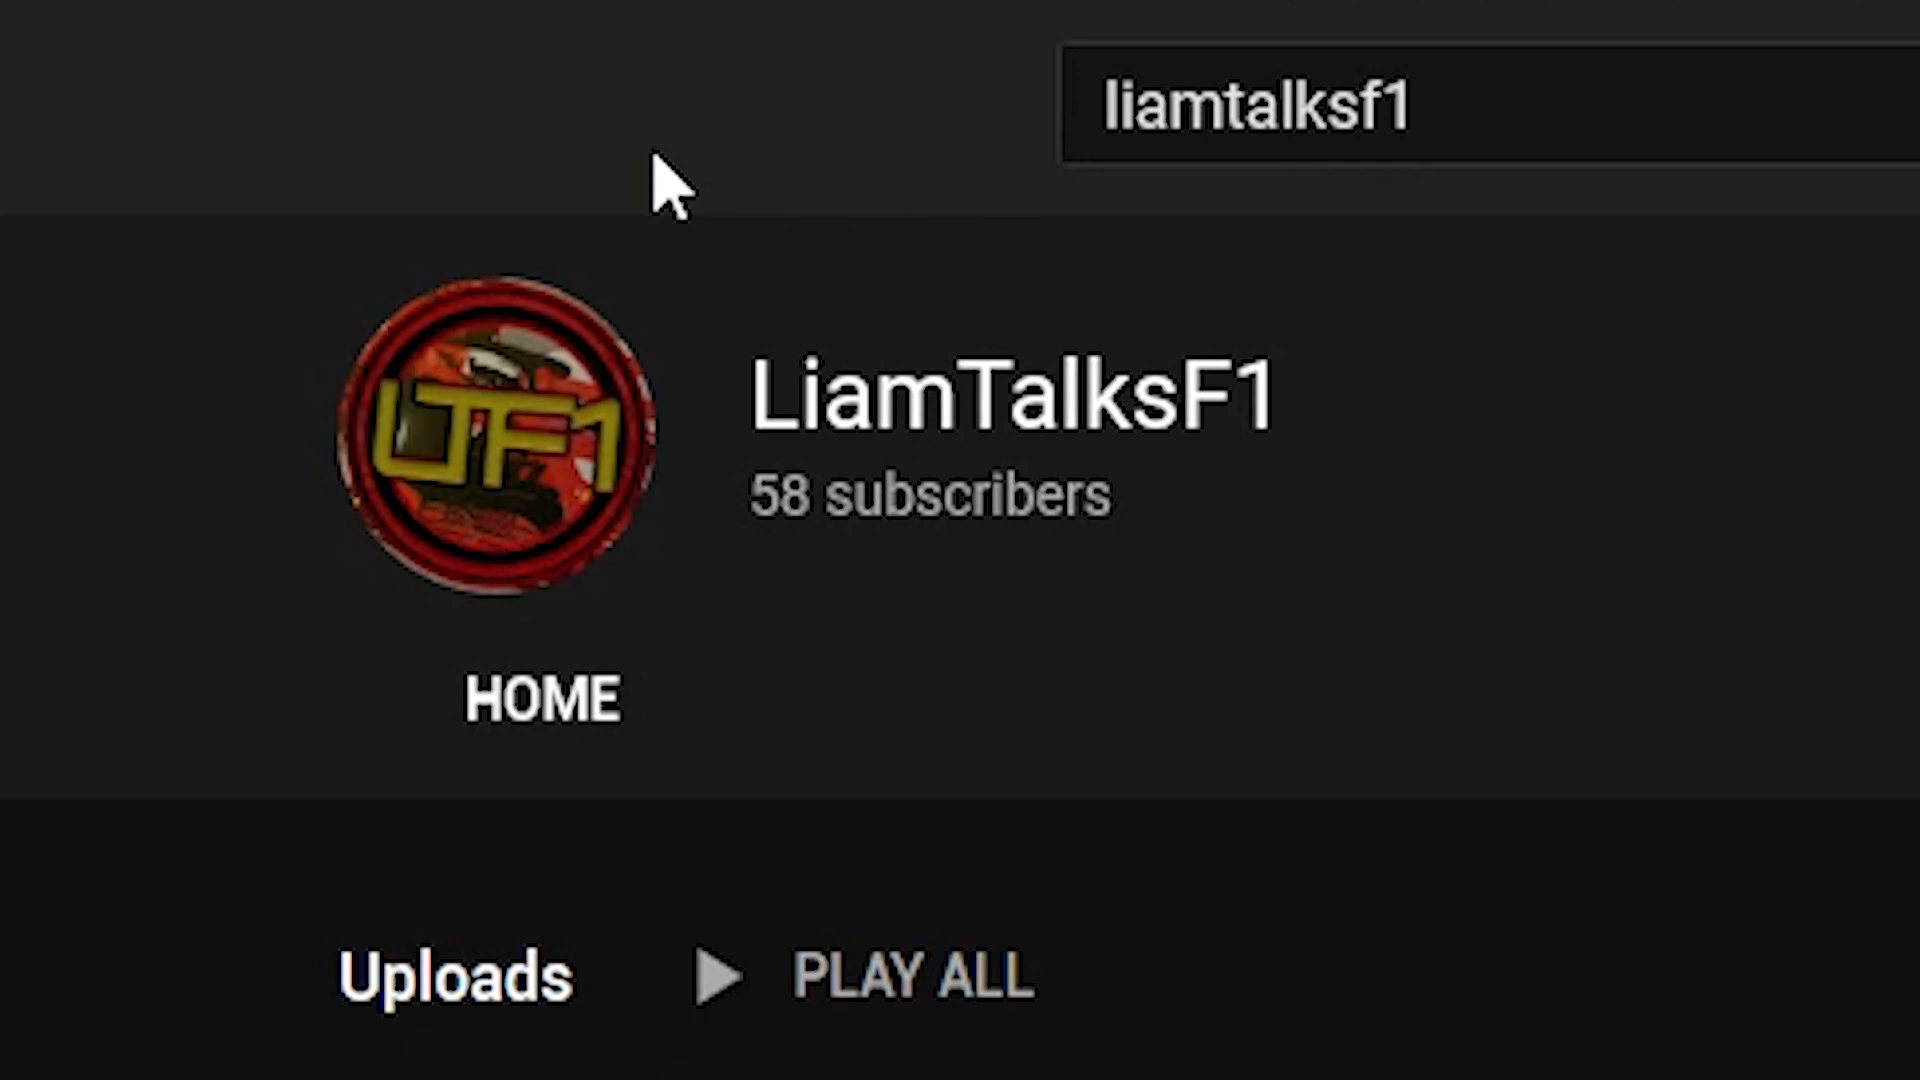 liamtalksf1
LTF1
LiamTalksF1
58 subscribers
HOME
Uploads
PLAY ALL